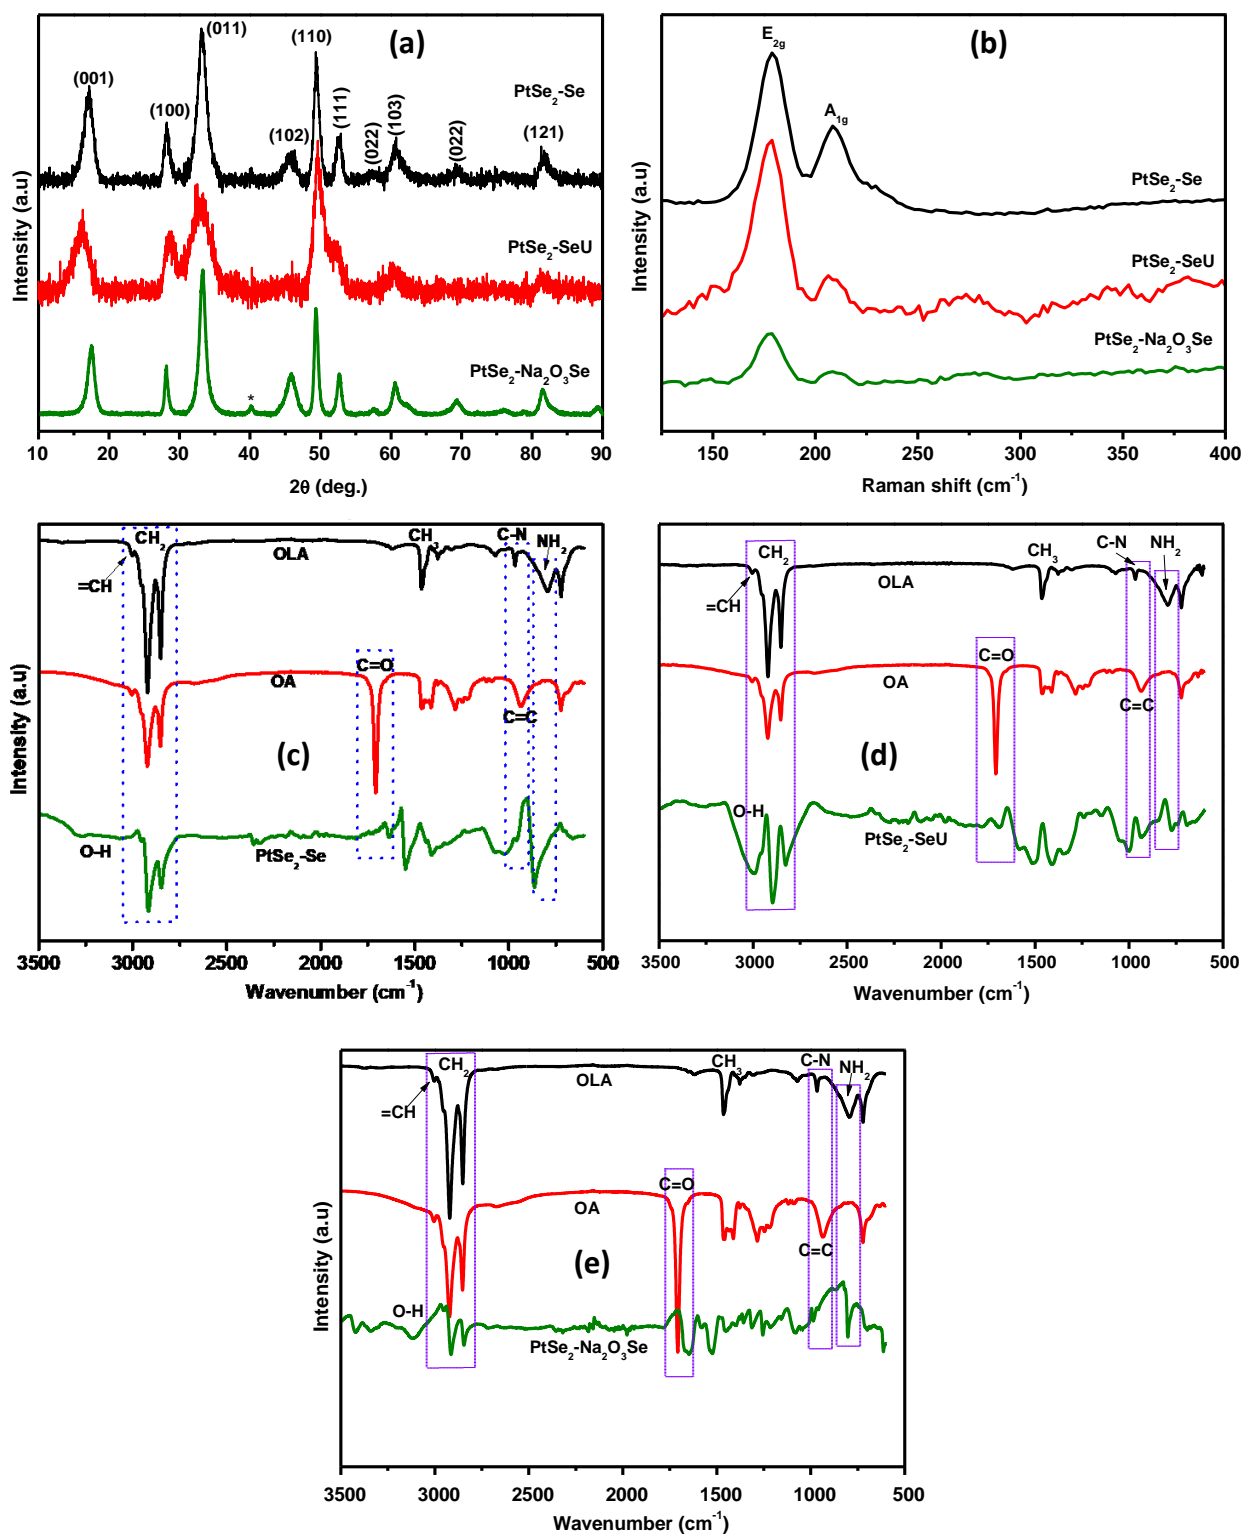 (a)
(011)
(110)
(001)
(100)
(102)
(111)
(022)
(103)
(022)
(121)
PtSe2-Se
PtSe2-SeU
PtSe2-Na2O3Se
*
Intensity (a.u)
10 20 30 40 50 60 70 80 90
2θ (deg.)
(b)
E2g
A1g
PtSe2-Se
PtSe2-SeU
PtSe2-Na2O3Se
Intensity (a.u)
150 200 250 300 350 400
Raman shift (cm-1)
CH2
=CH
OLA
CH3
C-N
NH2
C=O
OA
C=C
(c)
O-H
PtSe2-Se
Intensity (a.u)
3500 3000 2500 2000 1500 1000 500
Wavenumber (cm-1)
CH2
=CH
OLA
CH3
C-N
NH2
C=O
OA
C=C
(d)
O-H
PtSe2-SeU
Intensity (a.u)
3500 3000 2500 2000 1500 1000 500
Wavenumber (cm-1)
CH2
=CH
OLA
CH3
C-N
NH2
C=O
OA
C=C
(e)
O-H
PtSe2-Na2O3Se
Intensity (a.u)
3500 3000 2500 2000 1500 1000 500
Wavenumber (cm-1)